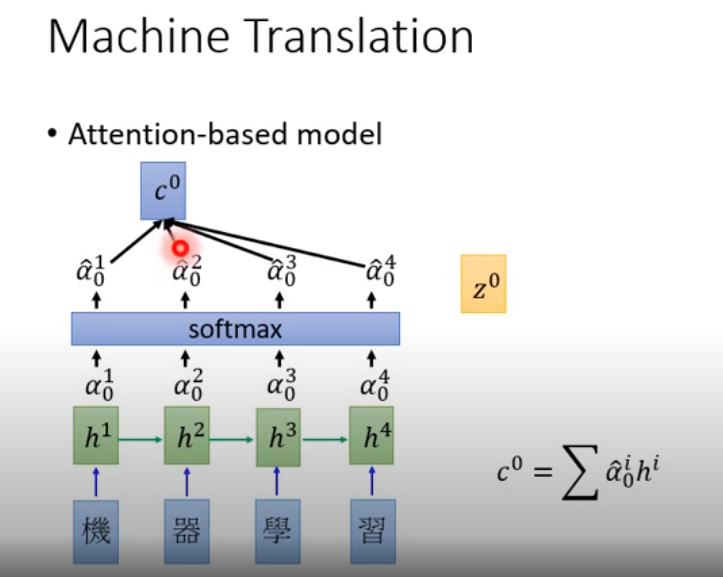 Machine Translation
• Attention-based model
c⁰
α̂₀¹ α̂₀² α̂₀³ α̂₀⁴
z⁰
softmax
α₀¹ α₀² α₀³ α₀⁴
h¹ h² h³ h⁴
c⁰ = ∑ α̂₀ⁱhⁱ
機 器 學 習